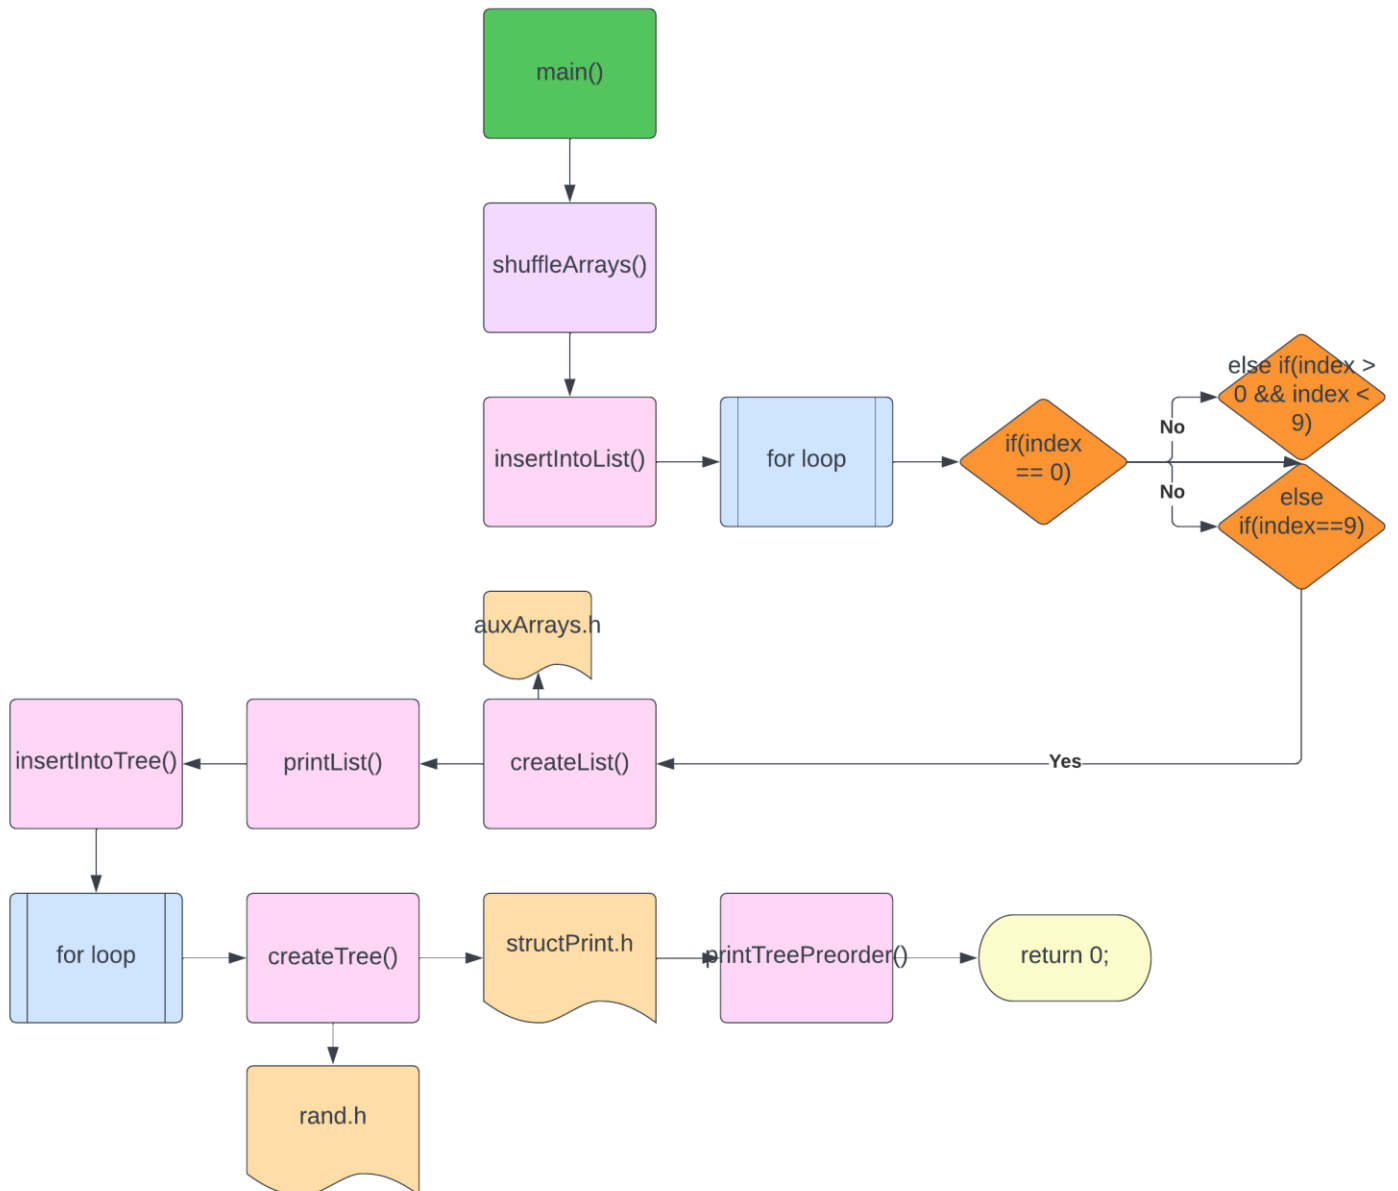 main()
shuffleArrays()
insertIntoList()
for loop
if(index
== 0)
No
No
else if(index >
0 && index <
9)
else
if(index==9)
Yes
auxArrays.h
createList()
printList()
insertIntoTree()
for loop
createTree()
structPrint.h
printTreePreorder()
return 0;
rand.h